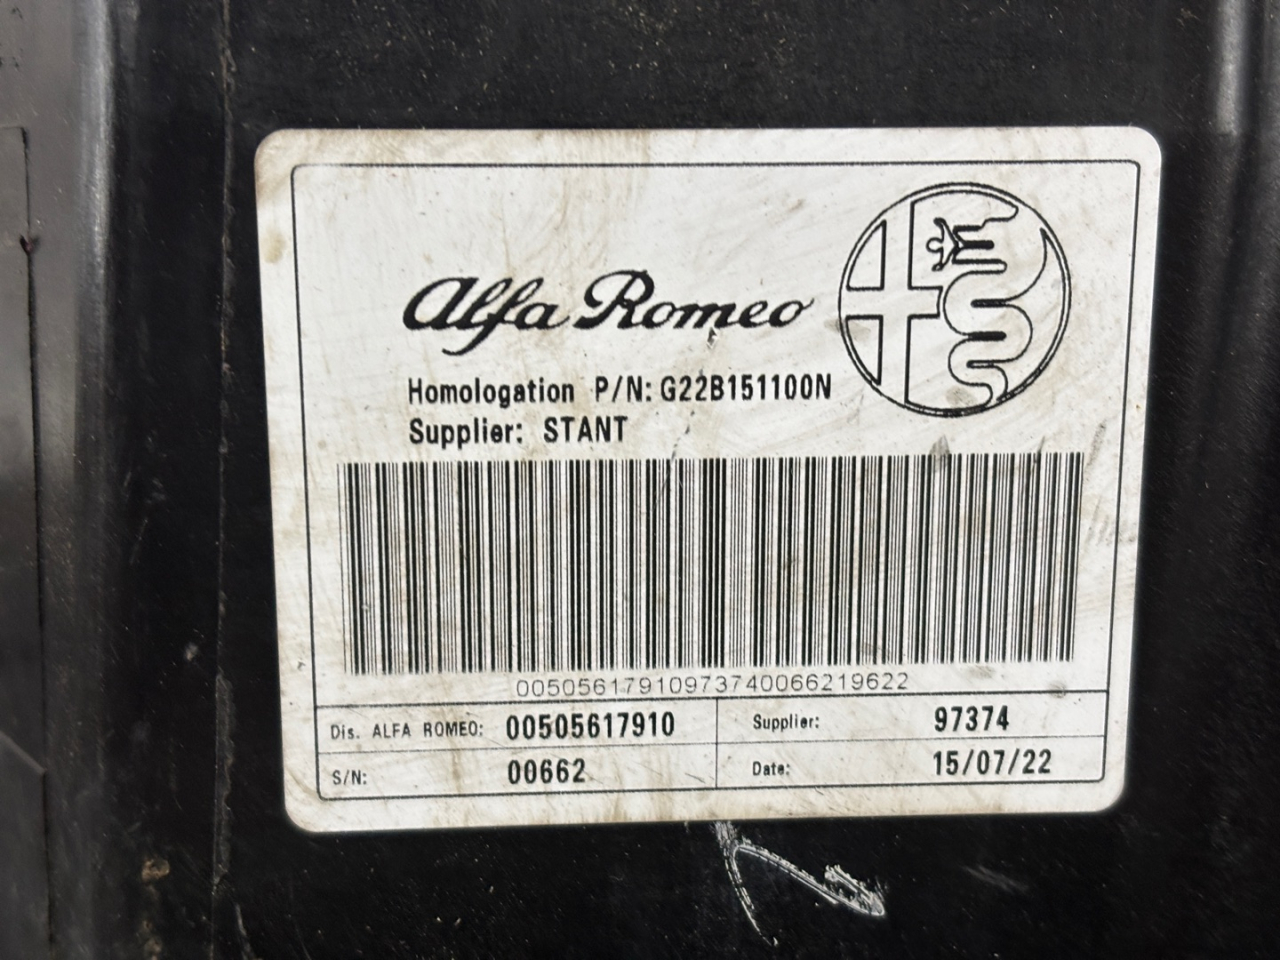 Alfa Romeo
Homologation P/N: G22B151100N
Supplier: STANT
00505617910973740066219622
Dis. ALFA ROMEO: 00505617910 Supplier: 97374
S/N: 00662 Date: 15/07/22